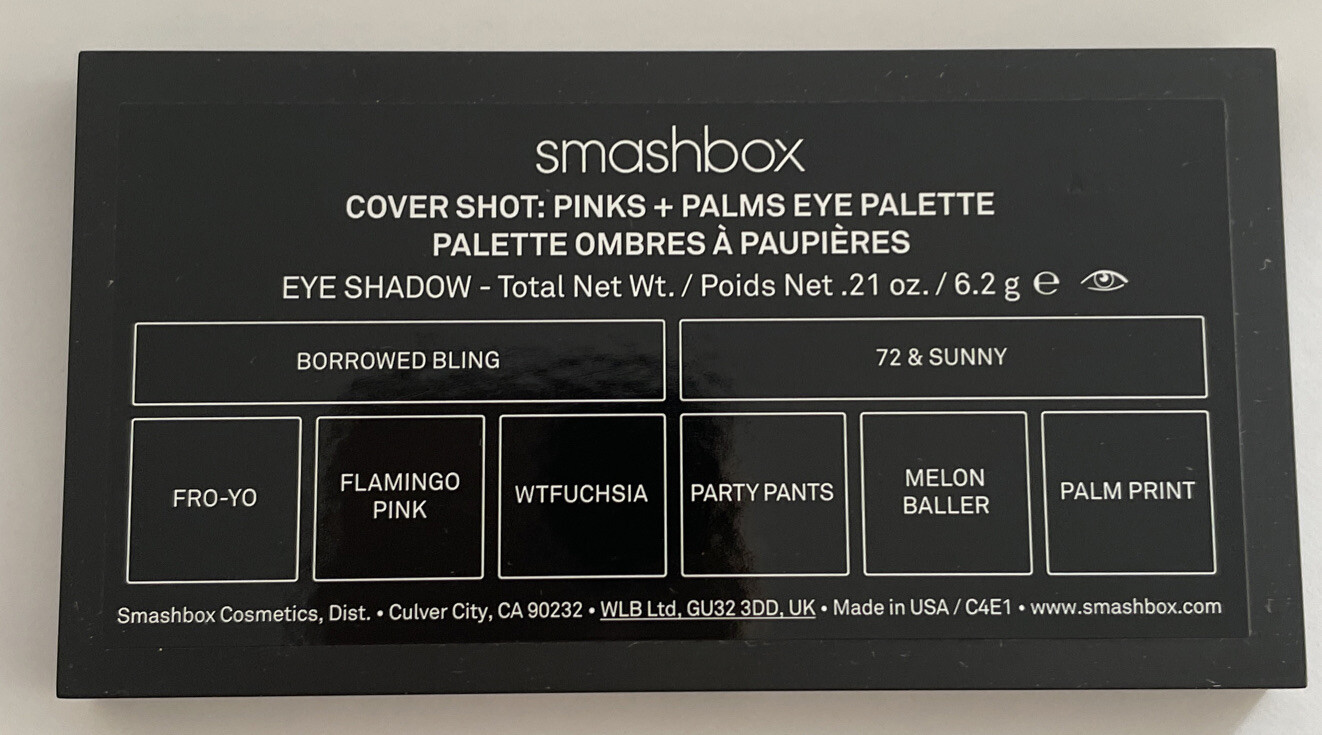 smashbox
COVER SHOT: PINKS + PALMS EYE PALETTE
PALETTE OMBRES À PAUPIÈRES
EYE SHADOW - Total Net Wt. / Poids Net .21 oz. / 6.2 g ℮
BORROWED BLING
72 & SUNNY
FRO-YO
FLAMINGO
PINK
WTFUCHSIA
PARTY PANTS
MELON
BALLER
PALM PRINT
Smashbox Cosmetics, Dist. • Culver City, CA 90232 • WLB Ltd, GU32 3DD, UK • Made in USA / C4E1 • www.smashbox.com